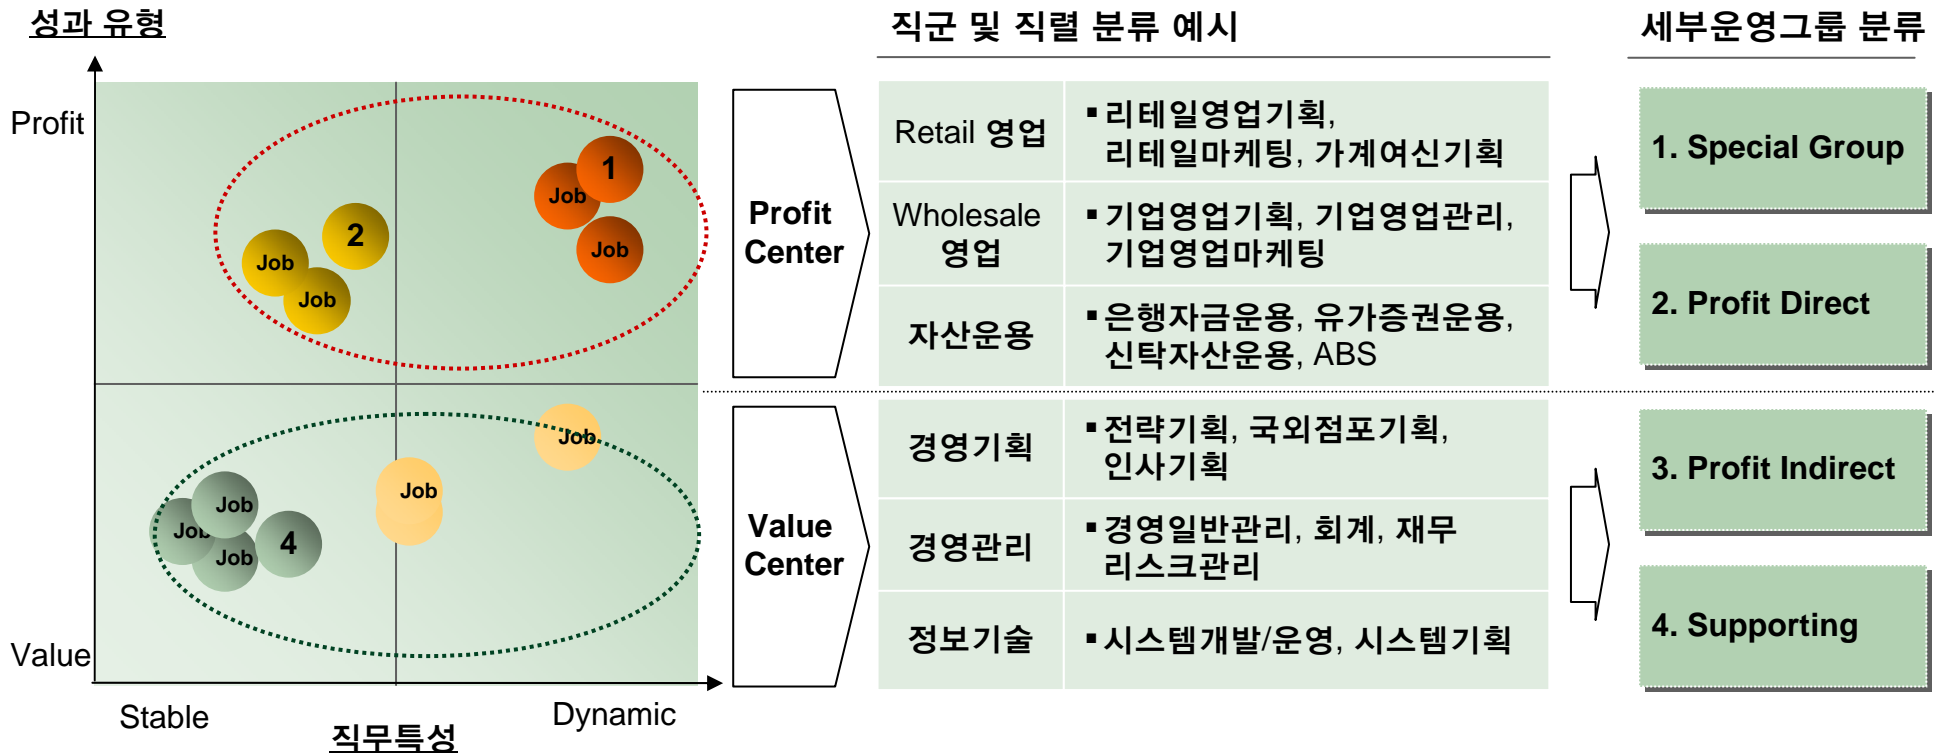 성과 유형
직군 및 직렬 분류 예시
세부운영그룹 분류
Profit
Value
Stable
Dynamic
직무특성
1
Job
Job
2
Job
Job
Job
Job
Job
Job
Job
4
Profit
Center
Retail 영업
▪리테일영업기획,
리테일마케팅, 가계여신기획
Wholesale
영업
▪기업영업기획, 기업영업관리,
기업영업마케팅
자산운용
▪은행자금운용, 유가증권운용,
신탁자산운용, ABS
1. Special Group
2. Profit Direct
Value
Center
경영기획
▪전략기획, 국외점포기획,
인사기획
경영관리
▪경영일반관리, 회계, 재무
리스크관리
정보기술
▪시스템개발/운영, 시스템기획
3. Profit Indirect
4. Supporting